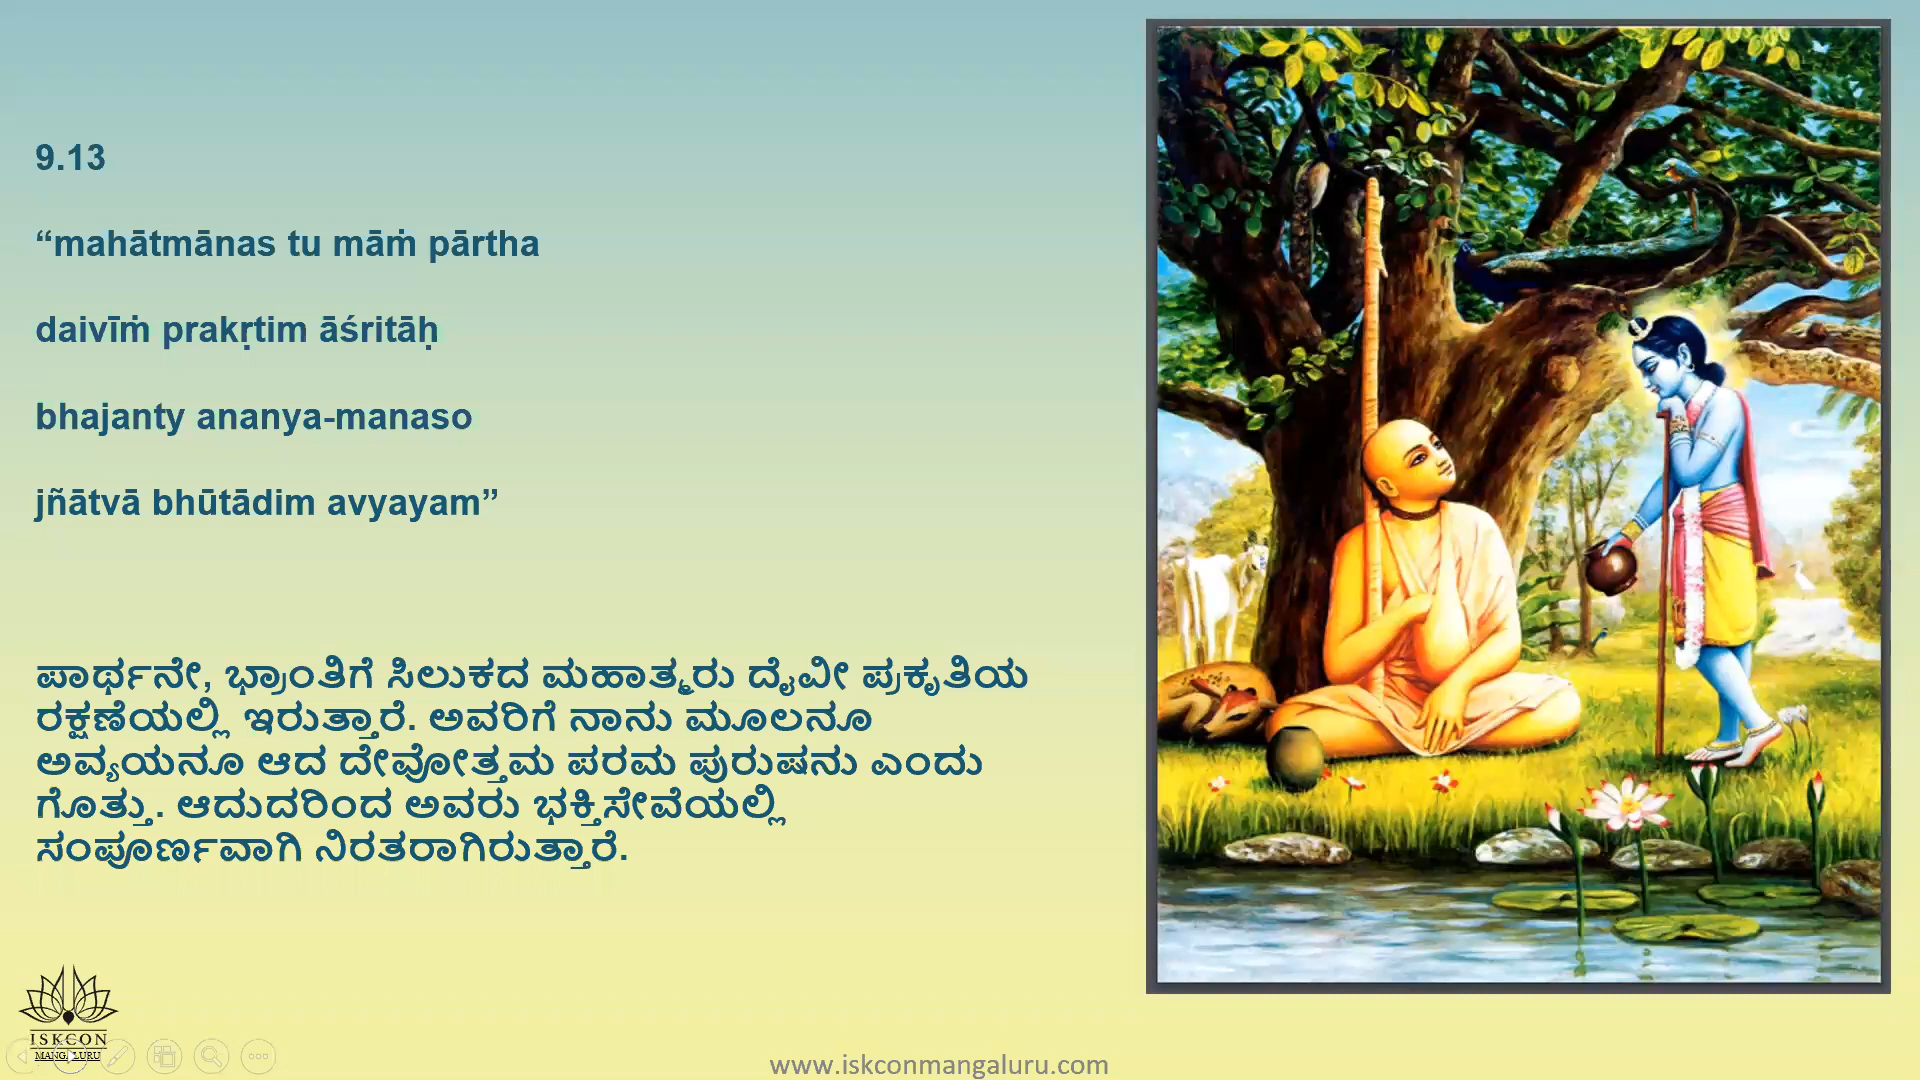 9.13
“mahātmānas tu māṁ pārtha
daivīṁ prakṛtim āśritāḥ
bhajanty ananya-manaso
jñātvā bhūtādim avyayam”
ಪಾರ್ಥನೇ, ಭ್ರಾಂತಿಗೆ ಸಿಲುಕದ ಮಹಾತ್ಮರು ದೈವೀ ಪ್ರಕೃತಿಯ
ರಕ್ಷಣೆಯಲ್ಲಿ ಇರುತ್ತಾರೆ. ಅವರಿಗೆ ನಾನು ಮೂಲನೂ
ಅವ್ಯಯನೂ ಆದ ದೇವೋತ್ತಮ ಪರಮ ಪುರುಷನು ಎಂದು
ಗೊತ್ತು. ಆದುದರಿಂದ ಅವರು ಭಕ್ತಿಸೇವೆಯಲ್ಲಿ
ಸಂಪೂರ್ಣವಾಗಿ ನಿರತರಾಗಿರುತ್ತಾರೆ.
ISKCON
MANGALURU
www.iskconmangaluru.com